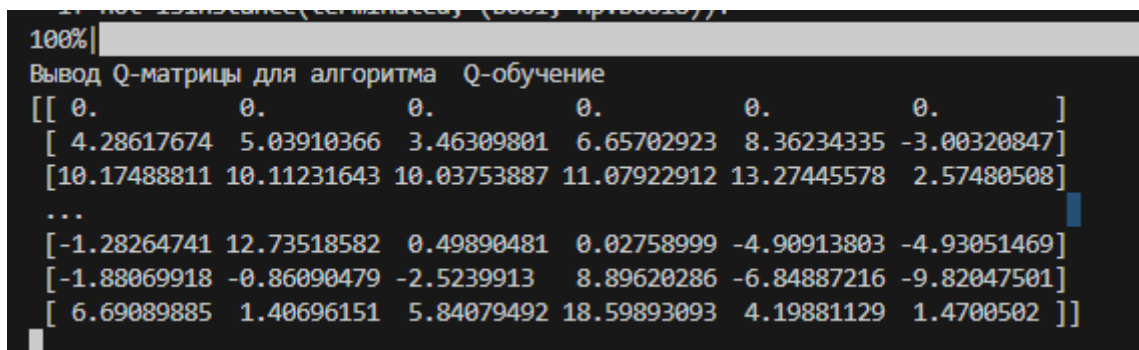 100%|
Вывод Q-матрицы для алгоритма Q-обучение
[[ 0. 0. 0. 0. 0. 0. ]
[ 4.28617674 5.03910366 3.46309801 6.65702923 8.36234335 -3.00320847]
[10.17488811 10.11231643 10.03753887 11.07922912 13.27445578 2.57480508]
...
[-1.28264741 12.73518582 0.49890481 0.02758999 -4.90913803 -4.93051469]
[-1.88069918 -0.86090479 -2.5239913 8.89620286 -6.84887216 -9.82047501]
[ 6.69089885 1.40696151 5.84079492 18.59893093 4.19881129 1.4700502 ]]